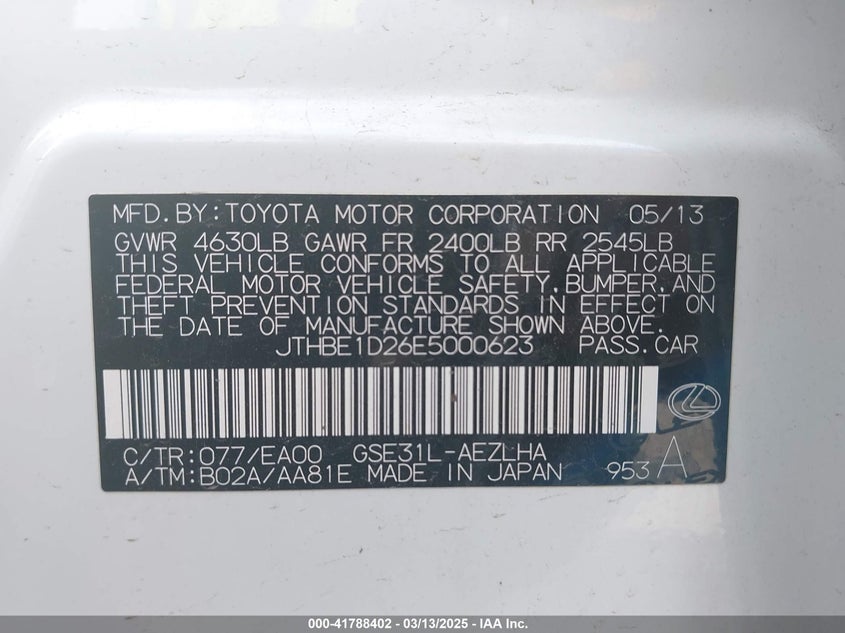 MFD.BY:TOYOTA MOTOR CORPORATION 05/13
GVWR 4630LB GAWR FR 2400LB RR 2545LB
THIS VEHICLE CONFORMS TO ALL APPLICABLE
FEDERAL MOTOR VEHICLE SAFETY,BUMPER,AND
THEFT PREVENTION STANDARDS IN EFFECT ON
THE DATE OF MANUFACTURE SHOWN ABOVE.
JTHBE1D26E5000623 PASS.CAR
C/TR:077/EA00 GSE31L-AEZLHA
A/TM:B02A/AA81E MADE IN JAPAN 953 A
000-41788402 - 03/13/2025 - IAA Inc.